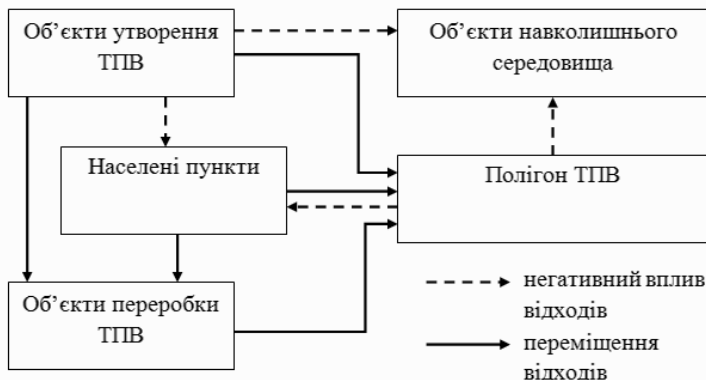 Об’єкти утворення
ТПВ
Об’єкти навколишнього
середовища
Населені пункти
Полігон ТПВ
Об’єкти переробки
ТПВ
негативний вплив
відходів
переміщення
відходів